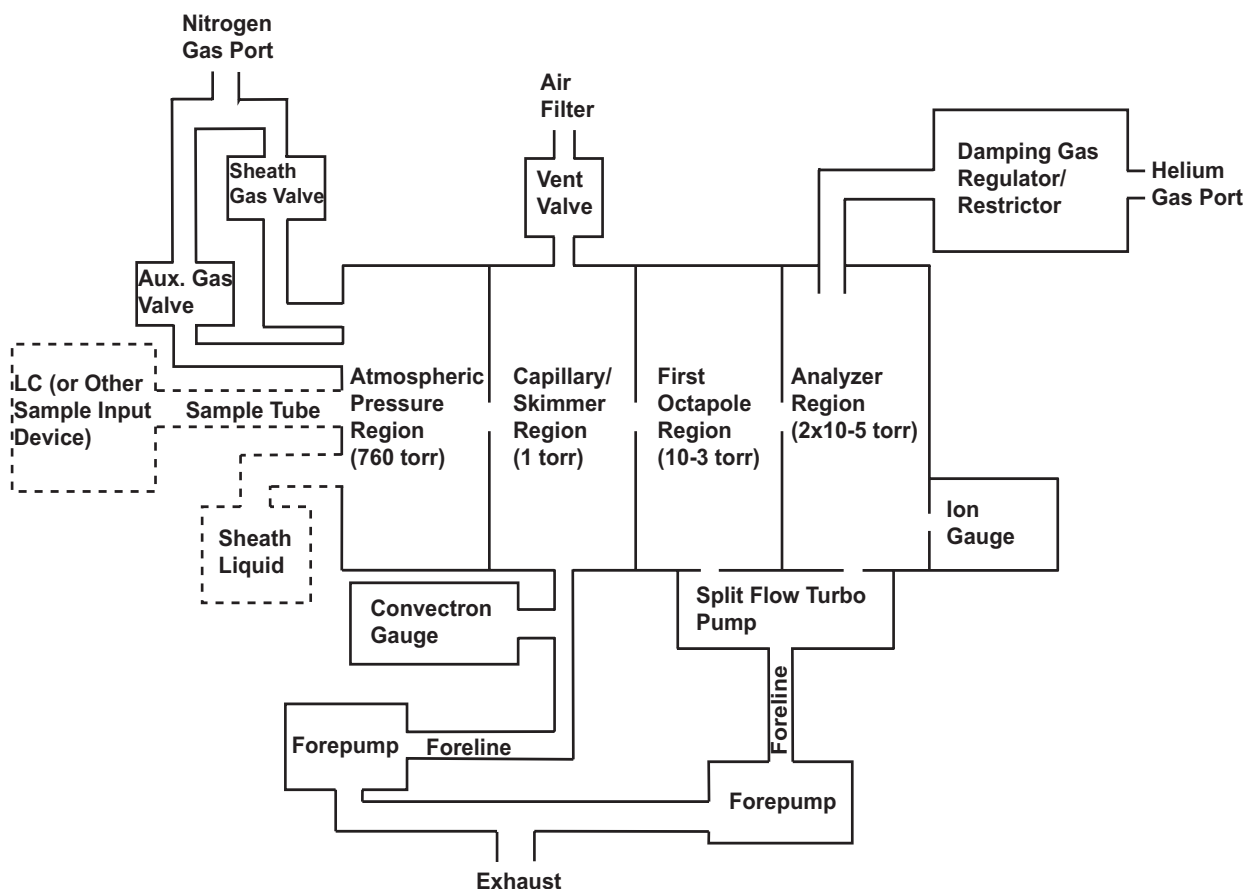 Nitrogen
Gas Port
Air
Filter
Sheath
Gas Valve
Vent
Valve
Damping Gas
Regulator/
Restrictor
Helium
Gas Port
Aux. Gas
Valve
LC (or Other
Sample Input
Device)
Sample Tube
Atmospheric
Pressure
Region
(760 torr)
Capillary/
Skimmer
Region
(1 torr)
First
Octapole
Region
(10-3 torr)
Analyzer
Region
(2x10-5 torr)
Sheath
Liquid
Ion
Gauge
Convectron
Gauge
Split Flow Turbo
Pump
Foreline
Forepump
Foreline
Forepump
Exhaust